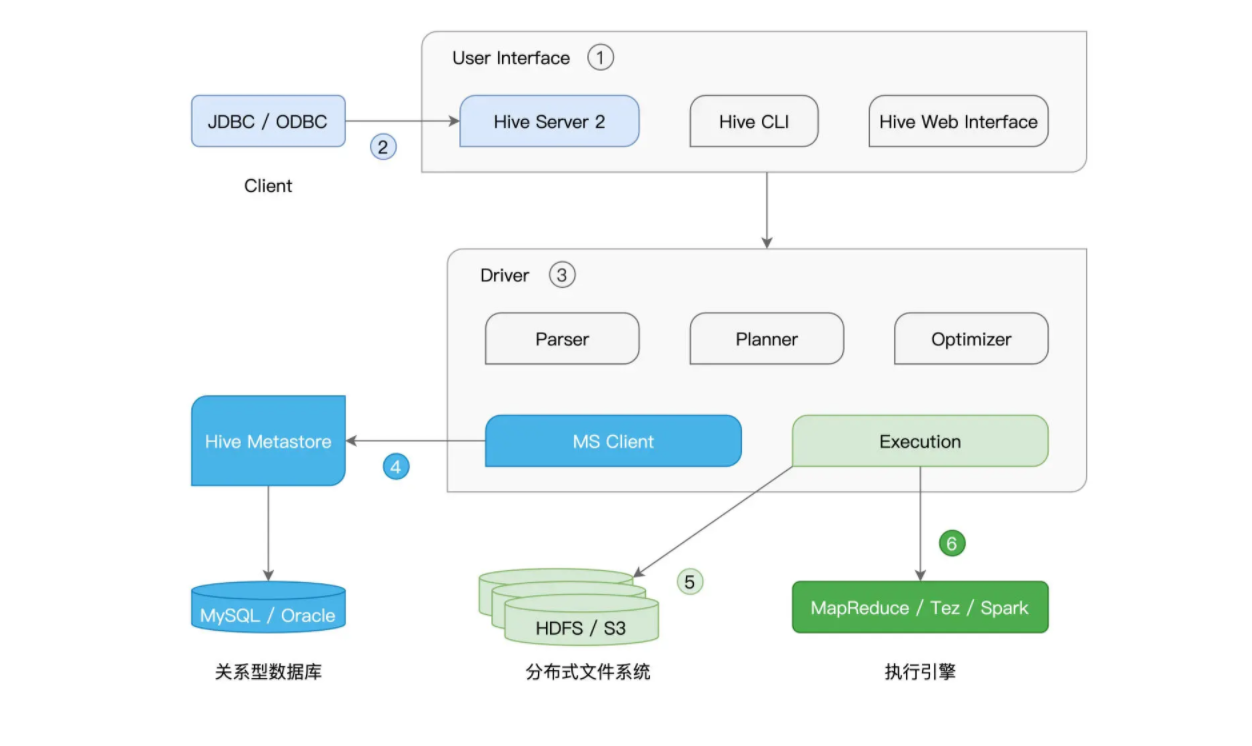 User Interface ①
JDBC / ODBC
Hive Server 2
Hive CLI
Hive Web Interface
②
Client
Driver ③
Parser
Planner
Optimizer
Hive Metastore
MS Client
Execution
④
⑥
⑤
MySQL / Oracle
HDFS / S3
MapReduce / Tez / Spark
关系型数据库
分布式文件系统
执行引擎